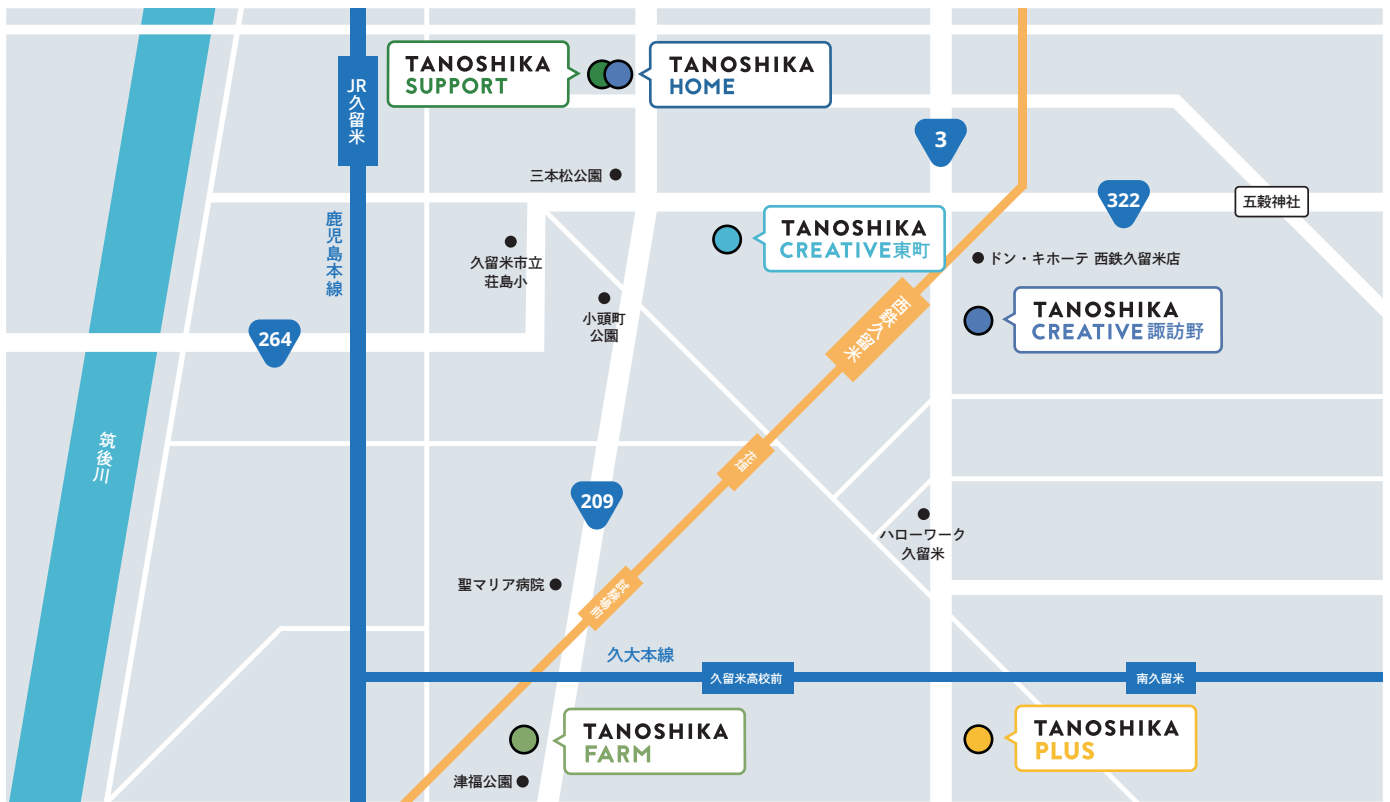 TANOSHIKA
SUPPORT
TANOSHIKA
HOME
JR久留米
3
三本松公園
322
五穀神社
鹿児島本線
TANOSHIKA
CREATIVE東町
久留米市立
荘島小
ドン・キホーテ 西鉄久留米店
小頭町
公園
西鉄久留米
TANOSHIKA
CREATIVE諏訪野
264
筑後川
花畑
209
ハローワーク
久留米
聖マリア病院
試験場前
久大本線
久留米高校前
南久留米
TANOSHIKA
FARM
TANOSHIKA
PLUS
津福公園